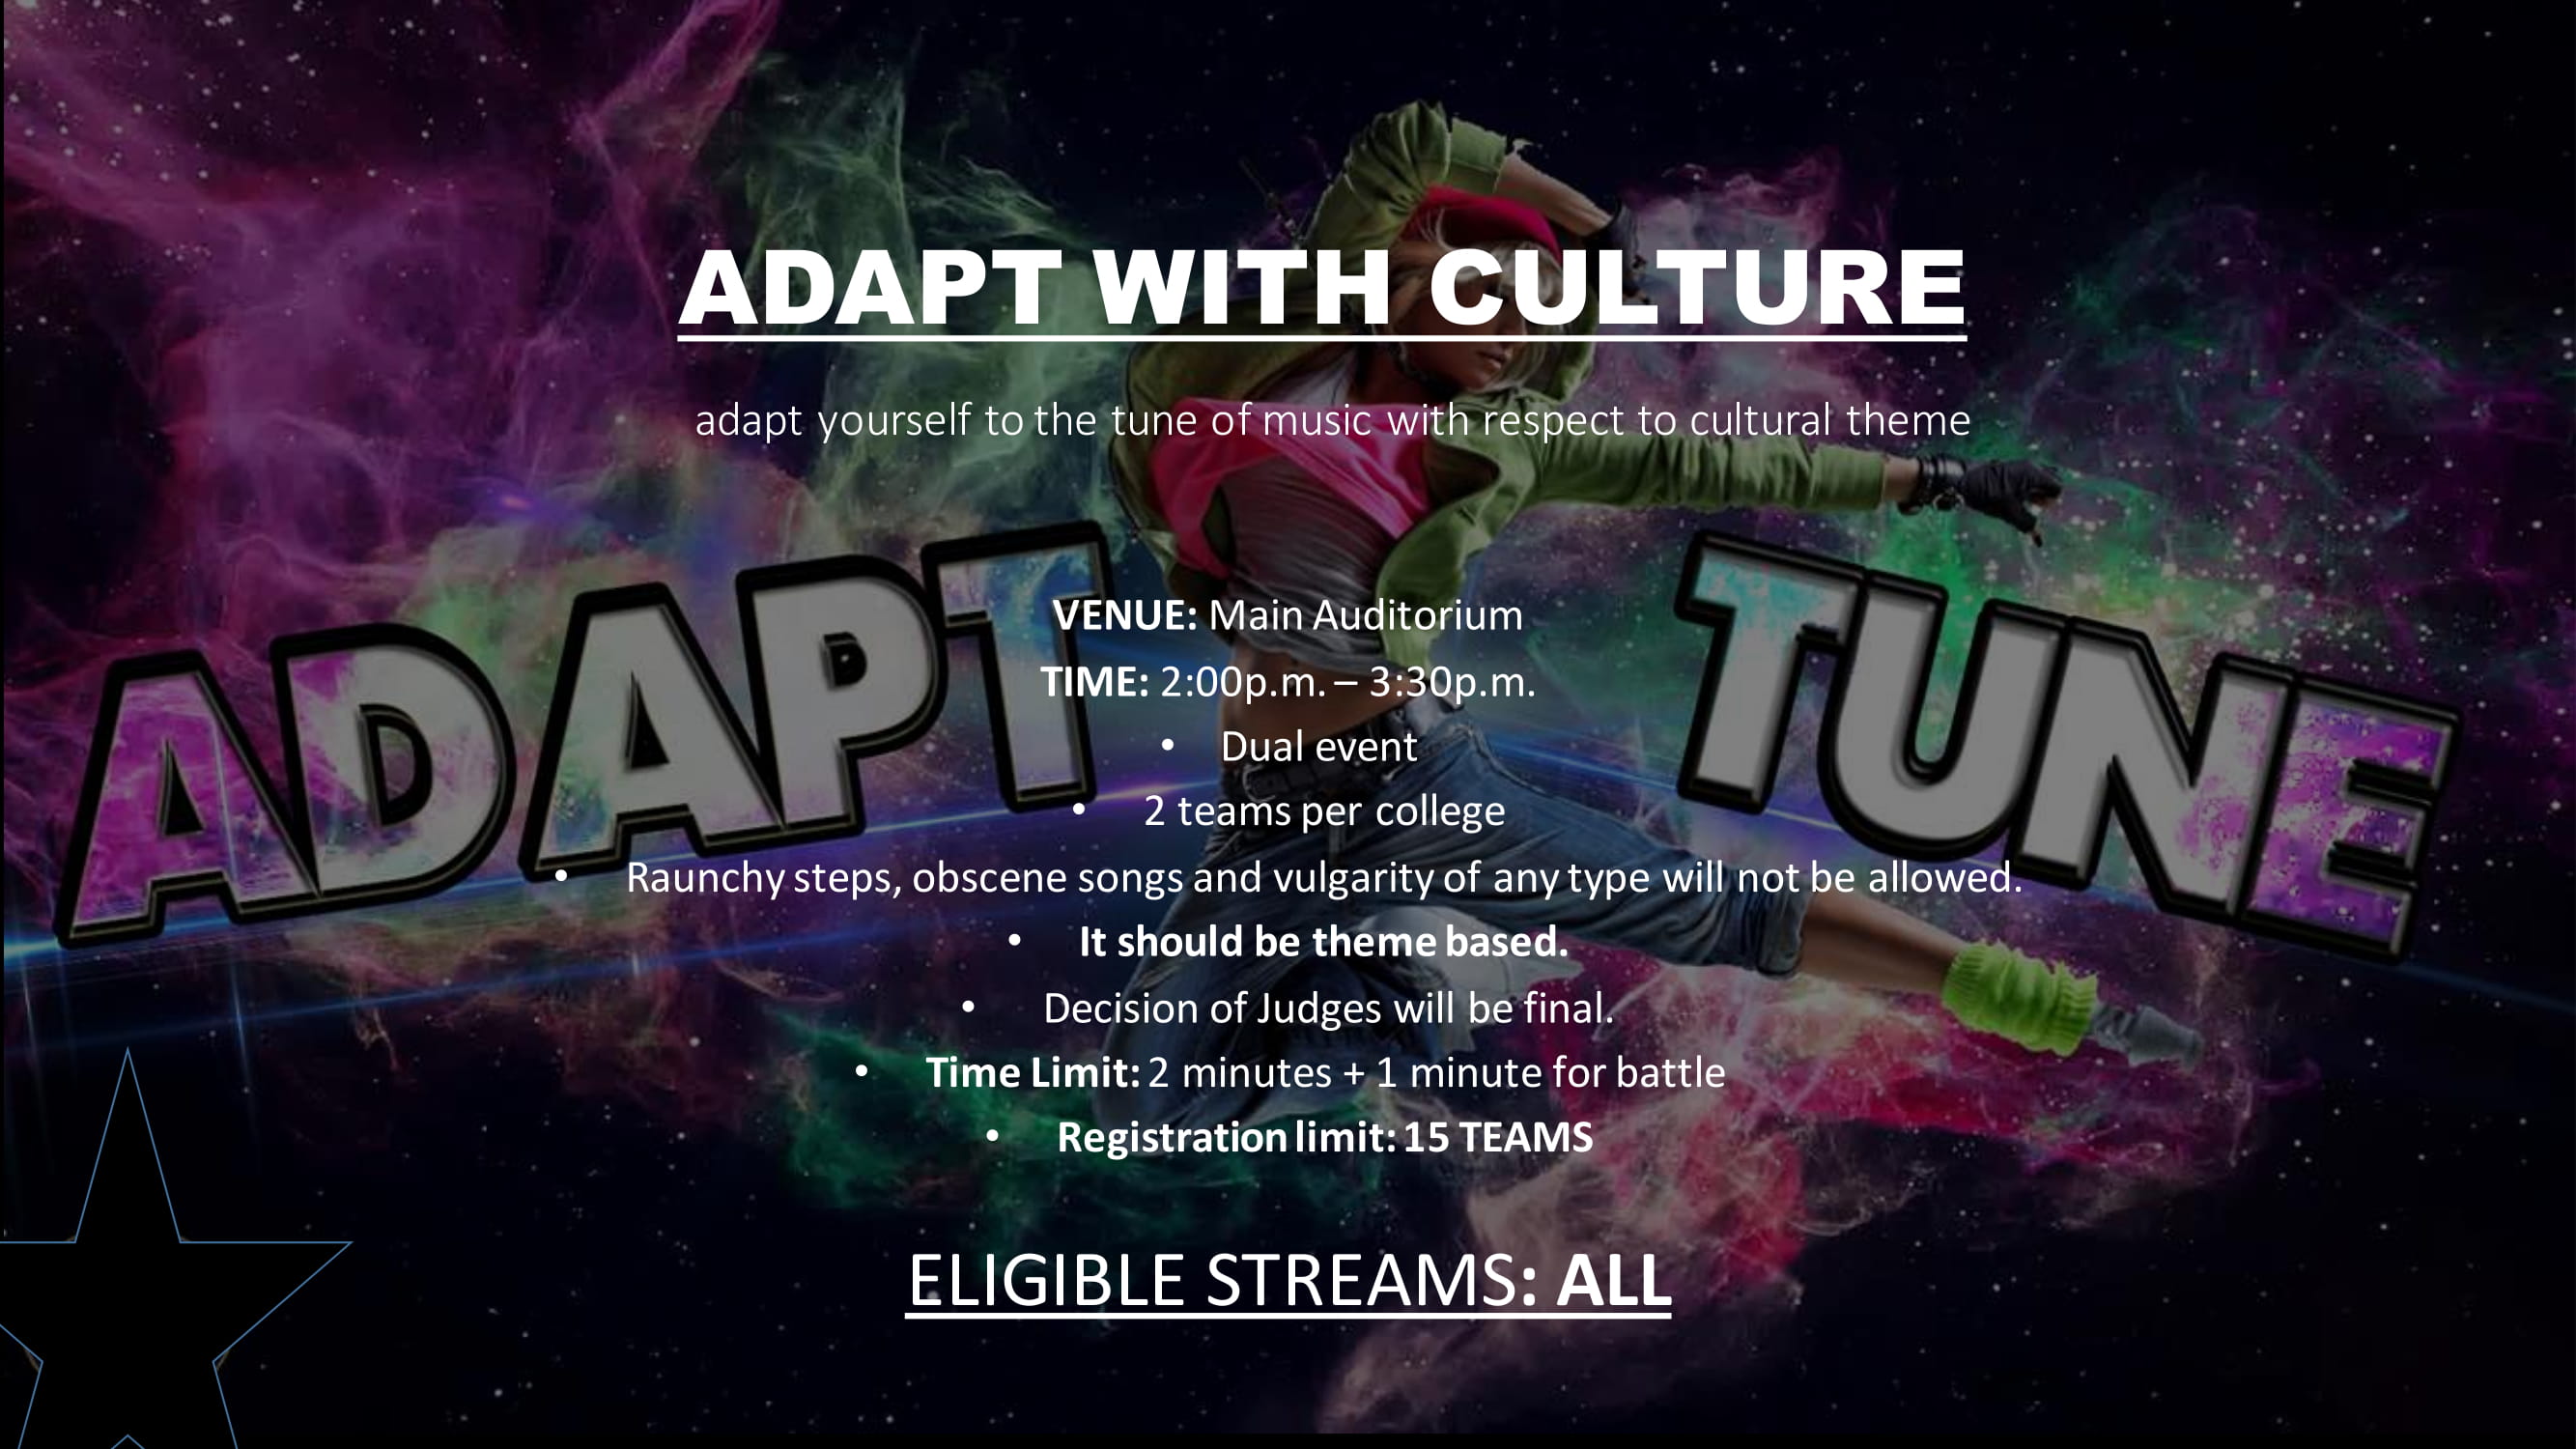 ADAPT WITH CULTURE
adapt yourself to the tune of music with respect to cultural theme
ADAPT TUNE
VENUE: Main Auditorium
TIME: 2:00p.m. – 3:30p.m.
• Dual event
• 2 teams per college
• Raunchy steps, obscene songs and vulgarity of any type will not be allowed.
• It should be theme based.
• Decision of Judges will be final.
• Time Limit: 2 minutes + 1 minute for battle
• Registration limit: 15 TEAMS
ELIGIBLE STREAMS: ALL